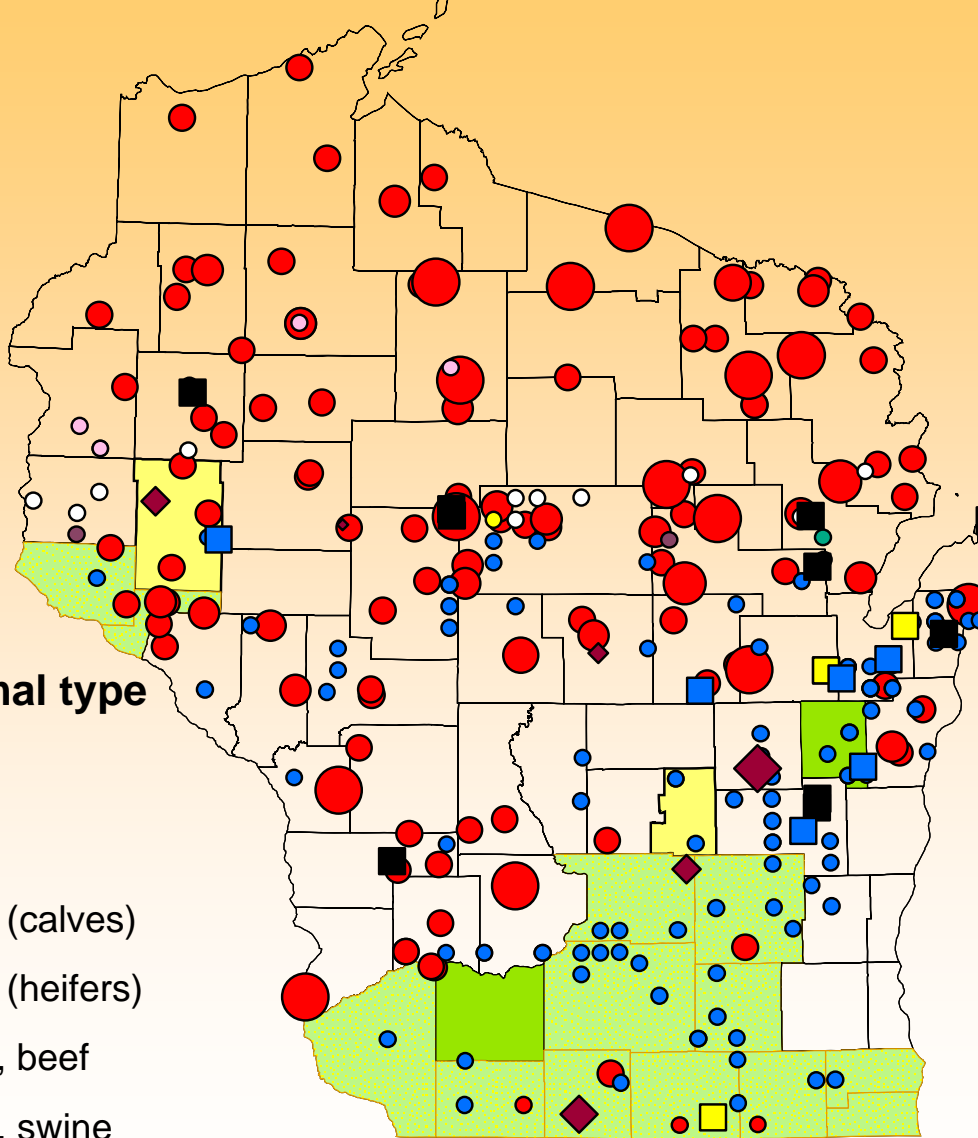 nal type
(calves)
(heifers)
, beef
, swine